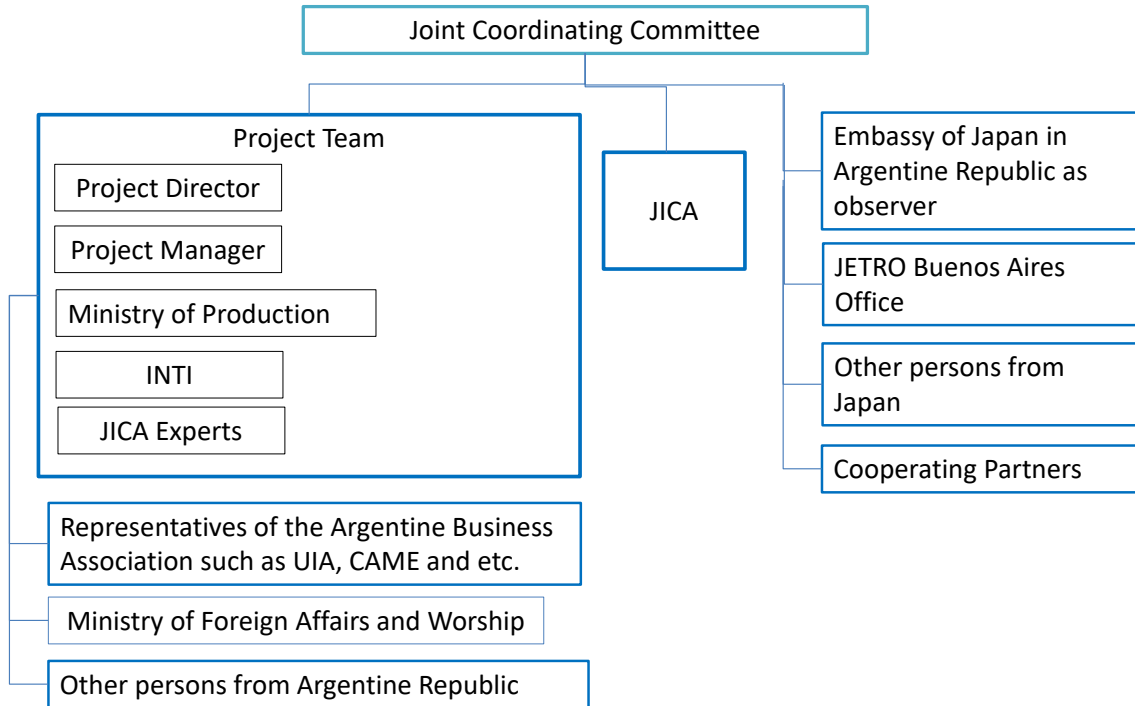 Joint Coordinating Committee
Project Team
Project Director
Project Manager
Ministry of Production
INTI
JICA Experts
Representatives of the Argentine Business
Association such as UIA, CAME and etc.
Ministry of Foreign Affairs and Worship
Other persons from Argentine Republic
JICA
Embassy of Japan in
Argentine Republic as
observer
JETRO Buenos Aires
Office
Other persons from
Japan
Cooperating Partners